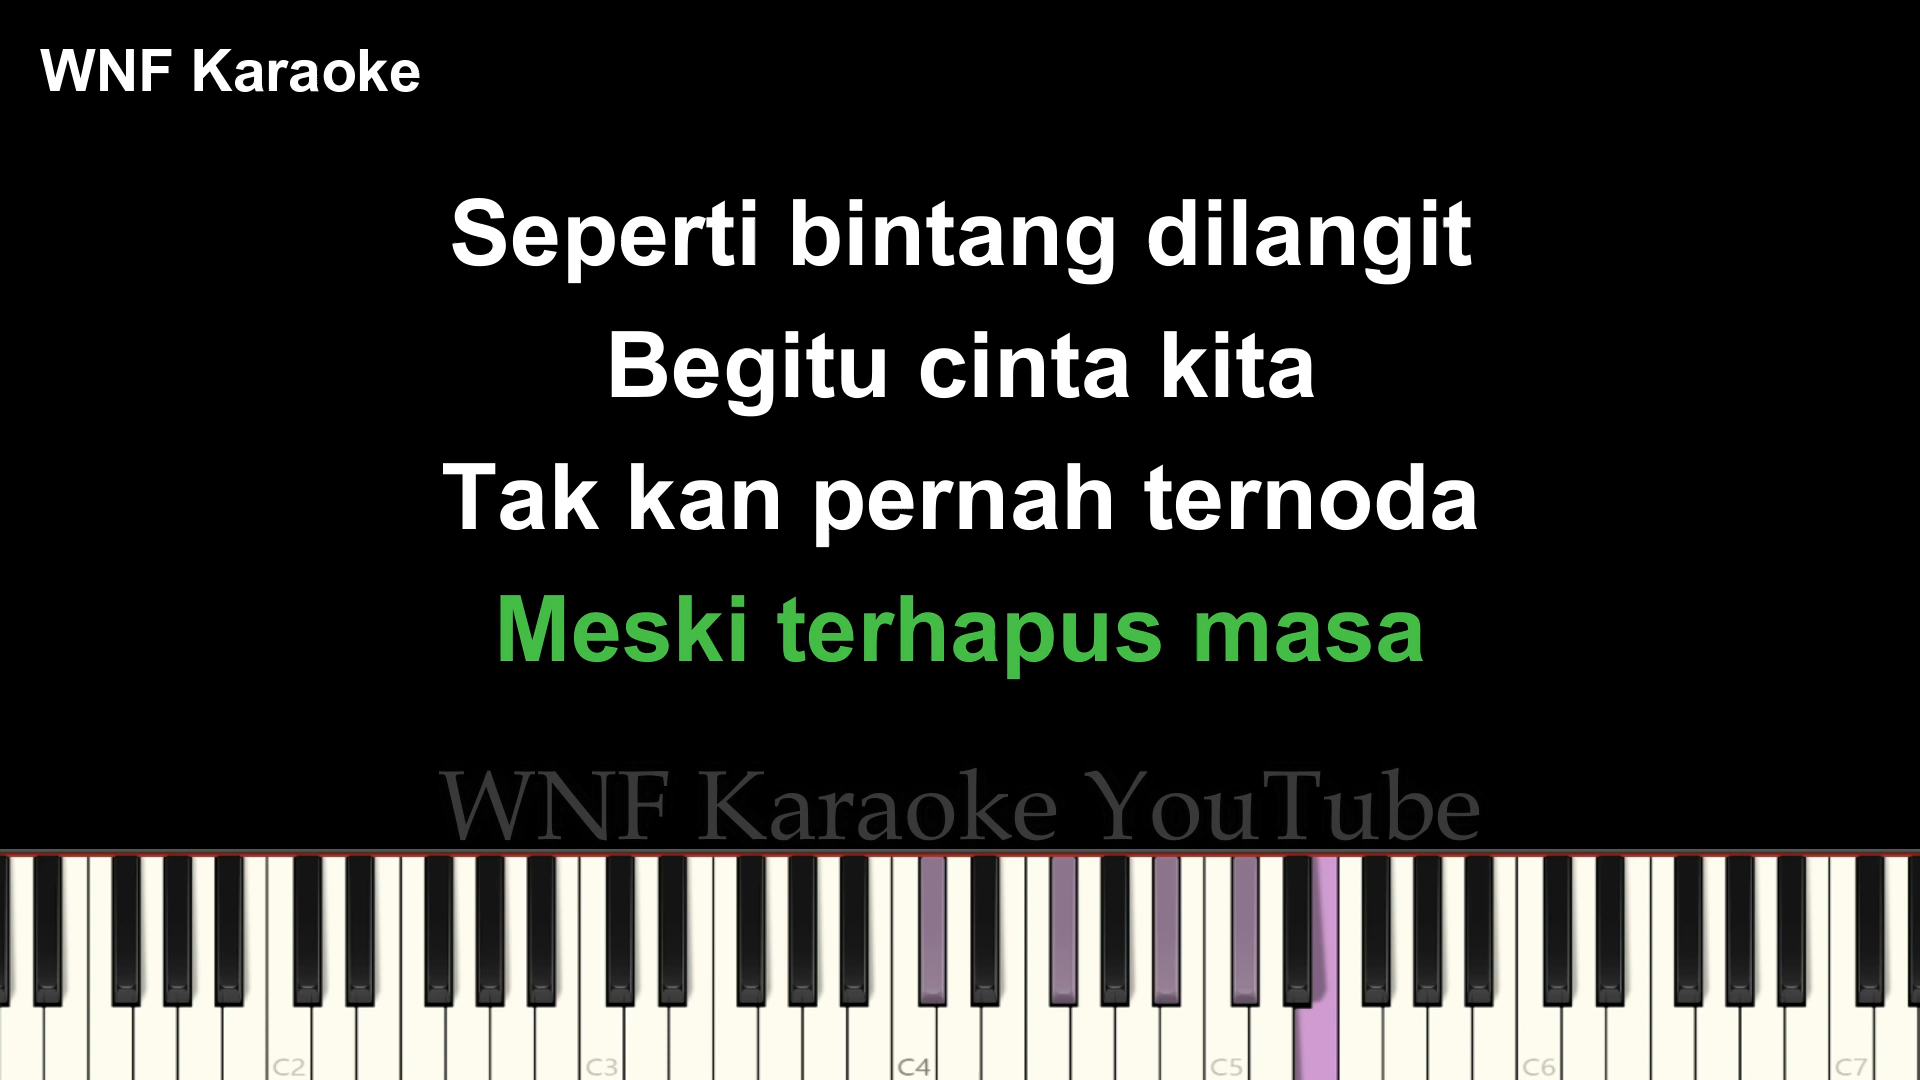 WNF Karaoke
Seperti bintang dilangit
Begitu cinta kita
Tak kan pernah ternoda
Meski terhapus masa
WNF Karaoke YouTube
C2 C3 C4 C5 C6 C7